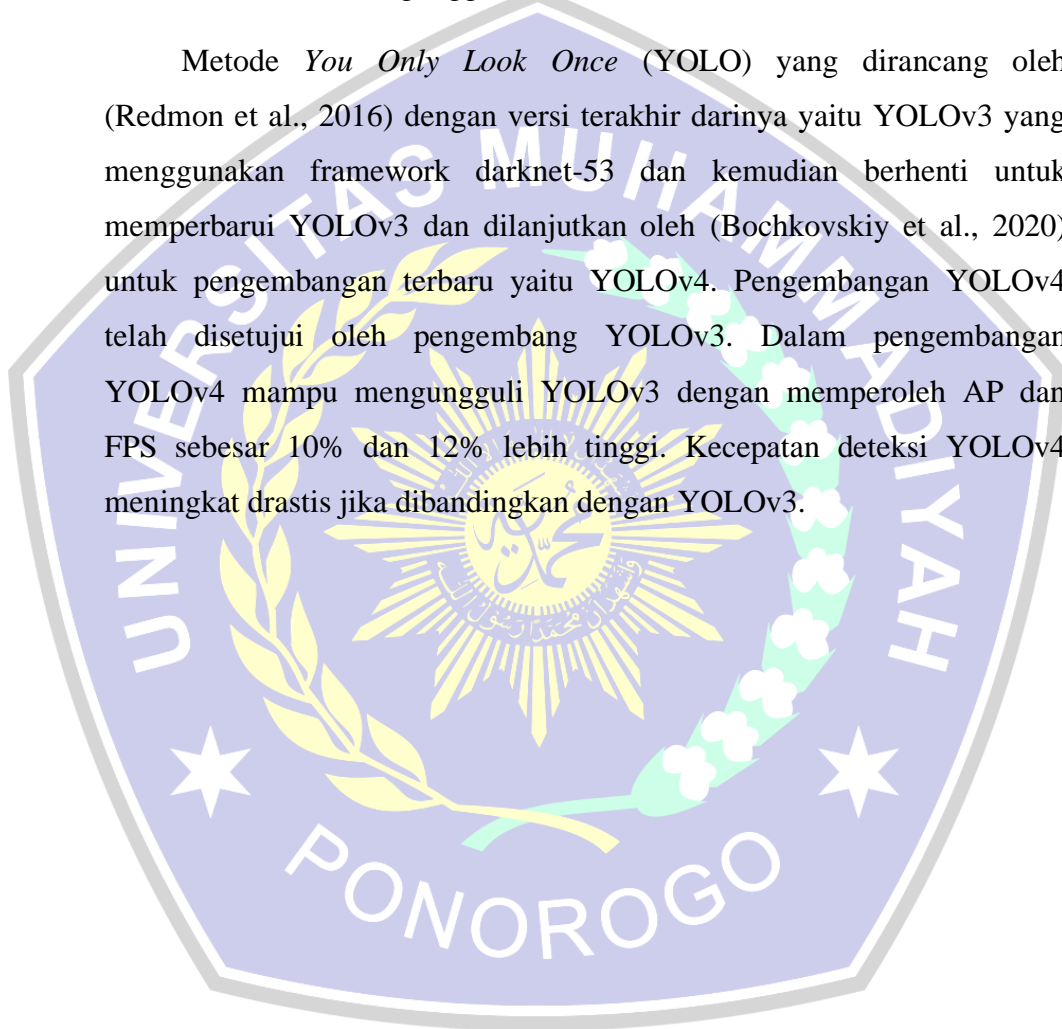 Metode You Only Look Once (YOLO) yang dirancang oleh
(Redmon et al., 2016) dengan versi terakhir darinya yaitu YOLOv3 yang
menggunakan framework darknet-53 dan kemudian berhenti untuk
memperbarui YOLOv3 dan dilanjutkan oleh (Bochkovskiy et al., 2020)
untuk pengembangan terbaru yaitu YOLOv4. Pengembangan YOLOv4
telah disetujui oleh pengembang YOLOv3. Dalam pengembangan
YOLOv4 mampu mengungguli YOLOv3 dengan memperoleh AP dan
FPS sebesar 10% dan 12% lebih tinggi. Kecepatan deteksi YOLOv4
meningkat drastis jika dibandingkan dengan YOLOv3.
UNIVERSITAS MUHAMMADIYAH
PONOROGO